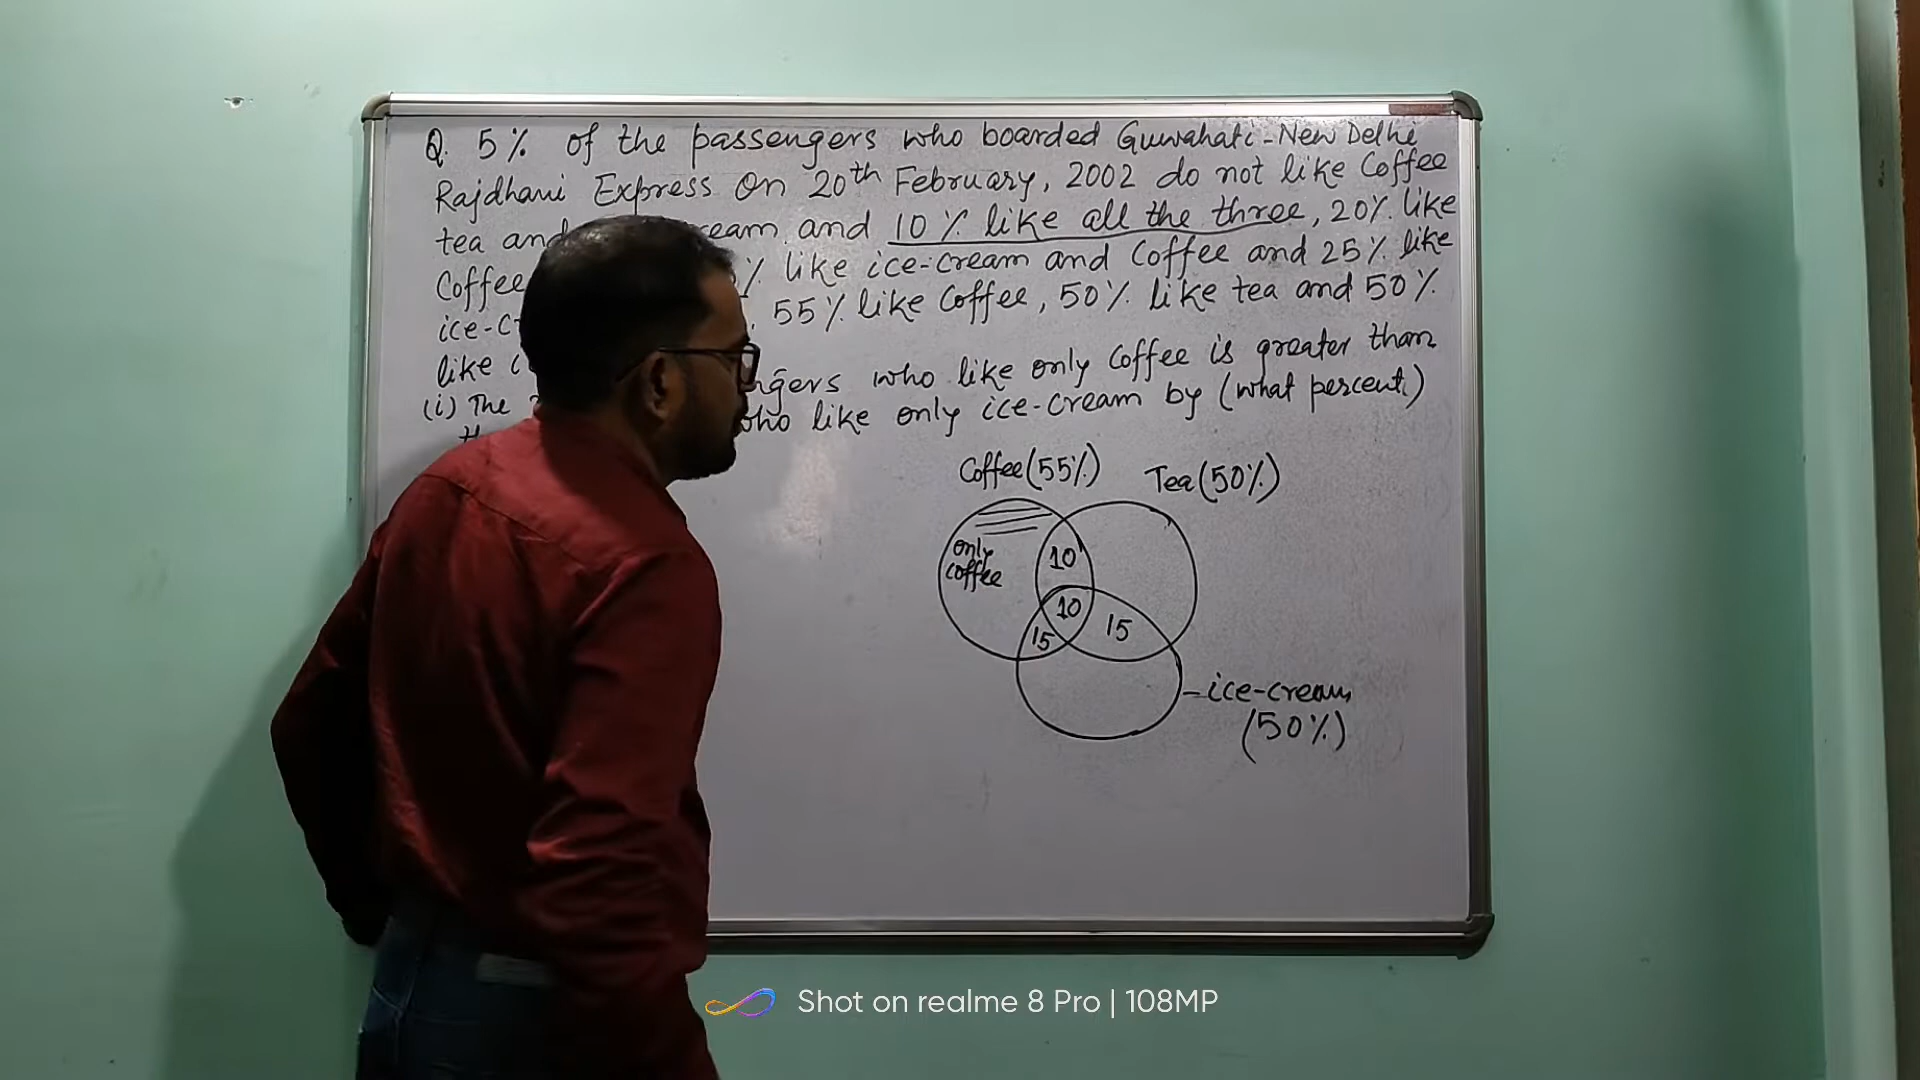 Q. 5% of the passengers who boarded Guwahati-New Delhi
Rajdhani Express On 20th February, 2002 do not like Coffee
tea and ream and 10% like all the three, 20% like
Coffee % like ice-cream and Coffee and 25% like
ice-c 55% like Coffee, 50% like tea and 50%
like
(i) The ngers who like only Coffee is greater than
who like only ice-cream by (what percent)
Coffee (55%) Tea (50%)
only
coffee
10
10
15
15
ice-cream
(50%)
Shot on realme 8 Pro | 108MP